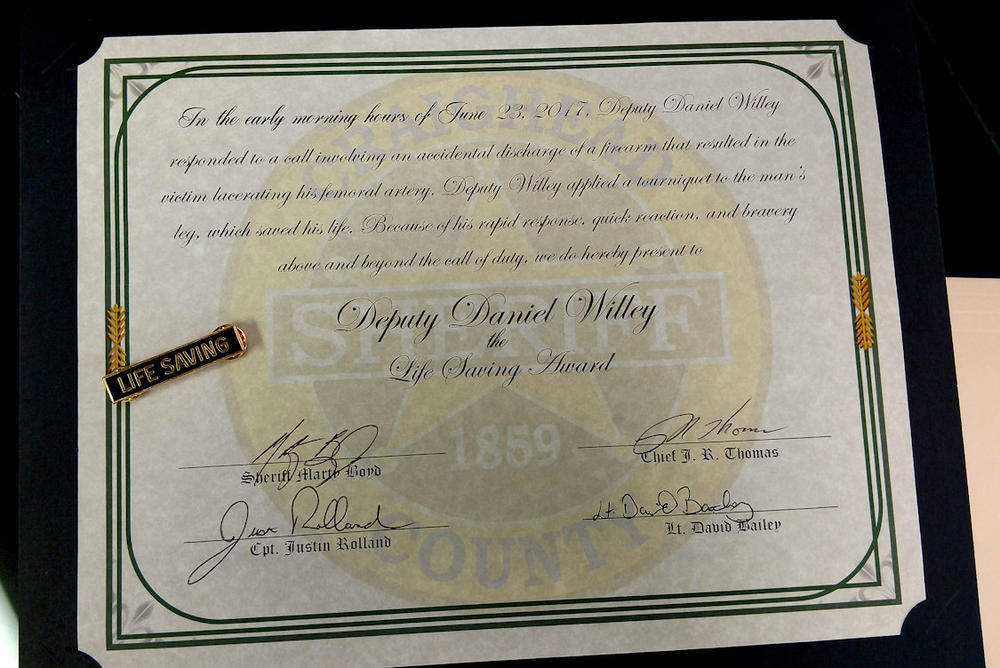 In the early morning hours of June 23, 2017, Deputy Daniel Willey
responded to a call involving an accidental discharge of a firearm that resulted in the
victim lacerating his femoral artery. Deputy Willey applied a tourniquet to the man's
leg, which saved his life. Because of his rapid response, quick reaction, and bravery
above and beyond the call of duty, we do hereby present to
Deputy Daniel Willey
the
Life Saving Award
LIFE SAVING
CRAIGHEAD
SHERIFF
1859
COUNTY
Sheriff Marty Boyd
Chief J. R. Thomas
Lt David Bailey
Cpt. Justin Rolland
Lt. David Bailey